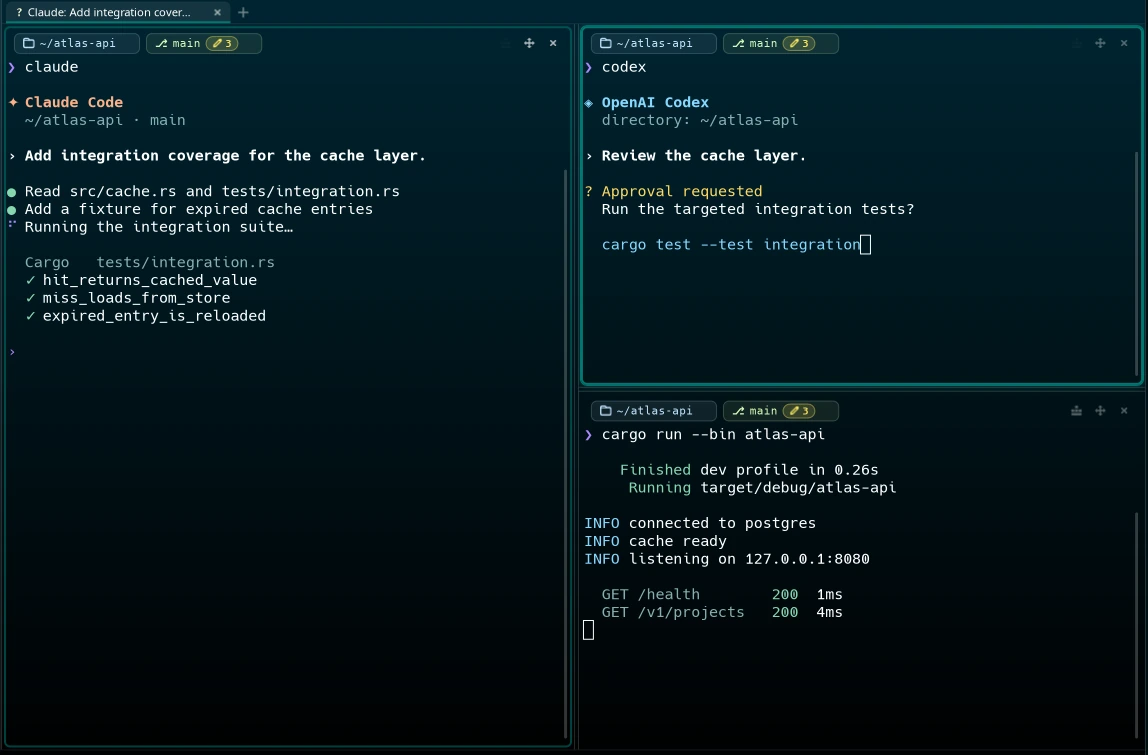 ? Claude: Add integration cover... × +
~/atlas-api main 3 ×
❯ claude
✦ Claude Code
~/atlas-api · main
› Add integration coverage for the cache layer.
● Read src/cache.rs and tests/integration.rs
● Add a fixture for expired cache entries
Running the integration suite…
Cargo tests/integration.rs
✓ hit_returns_cached_value
✓ miss_loads_from_store
✓ expired_entry_is_reloaded
›
~/atlas-api main 3 ×
❯ codex
◈ OpenAI Codex
directory: ~/atlas-api
› Review the cache layer.
? Approval requested
Run the targeted integration tests?
cargo test --test integration
~/atlas-api main 3 ×
❯ cargo run --bin atlas-api
Finished dev profile in 0.26s
Running target/debug/atlas-api
INFO connected to postgres
INFO cache ready
INFO listening on 127.0.0.1:8080
GET /health 200 1ms
GET /v1/projects 200 4ms